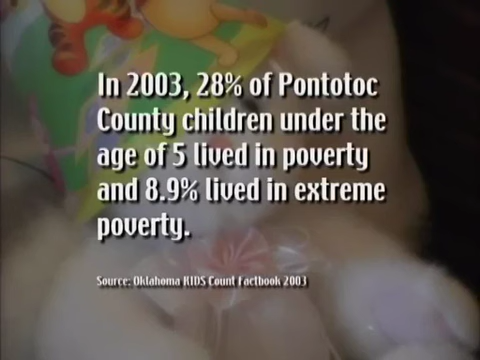 In 2003, 28% of Pontotoc
County children under the
age of 5 lived in poverty
and 8.9% lived in extreme
poverty.
Source: Oklahoma KIDS Count Factbook 2003